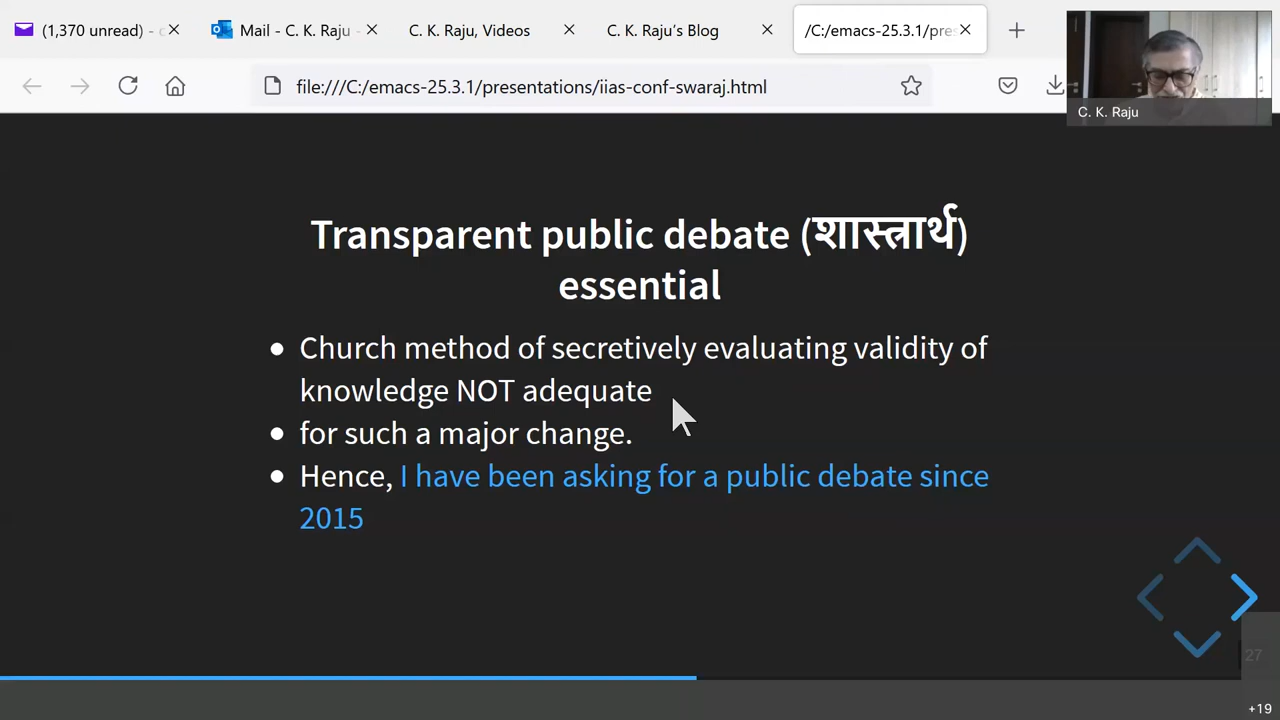 (1,370 unread) - c
Mail - C. K. Raju -
C. K. Raju, Videos
C. K. Raju's Blog
/C:/emacs-25.3.1/pres
file:///C:/emacs-25.3.1/presentations/iias-conf-swaraj.html
C. K. Raju
Transparent public debate (शास्त्रार्थ)
essential
Church method of secretively evaluating validity of
knowledge NOT adequate
for such a major change.
Hence, I have been asking for a public debate since
2015
27
+19